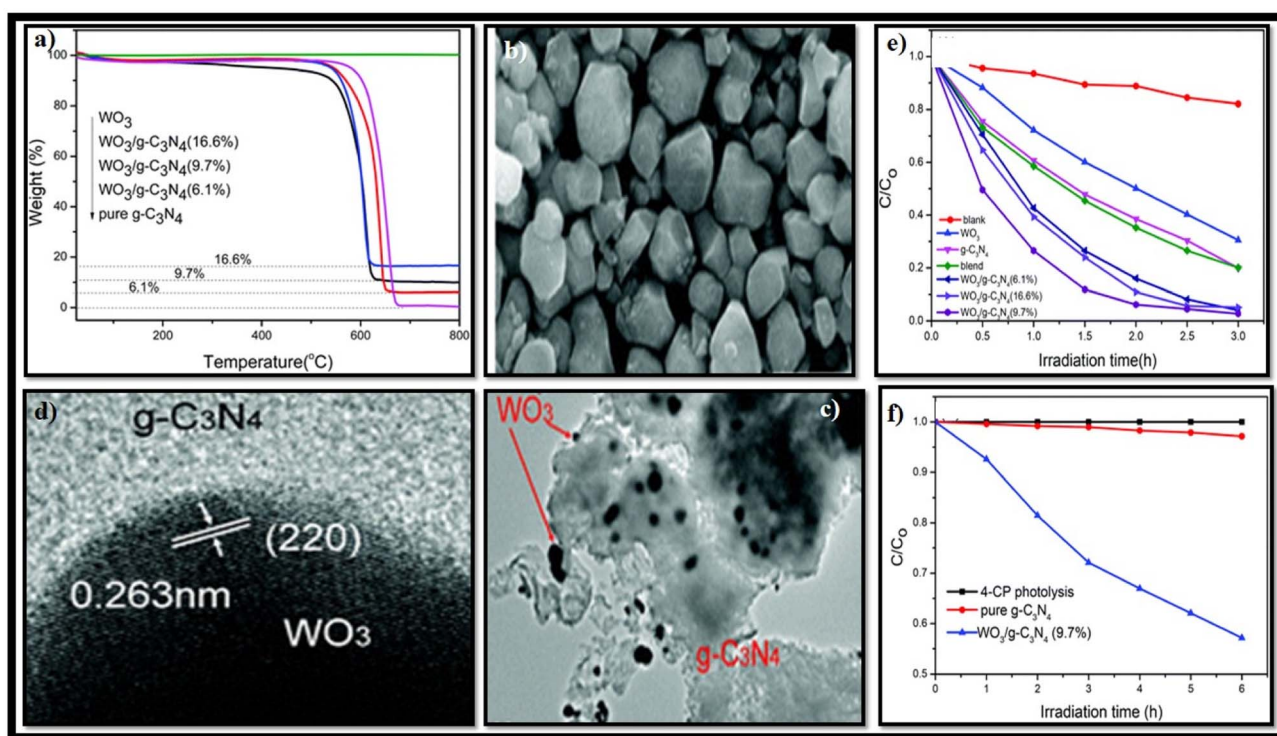 a)
100
80
60
40
20
0
Weight (%)
WO₃
WO₃/g-C₃N₄(16.6%)
WO₃/g-C₃N₄(9.7%)
WO₃/g-C₃N₄(6.1%)
pure g-C₃N₄
16.6%
9.7%
6.1%
200 400 600 800
Temperature(°C)
b)
e)
1.0
0.8
0.6
0.4
0.2
0.0
C/C₀
blank
WO₃
g-C₃N₄
blend
WO₃/g-C₃N₄(6.1%)
WO₃/g-C₃N₄(16.6%)
WO₃/g-C₃N₄(9.7%)
0.0 0.5 1.0 1.5 2.0 2.5 3.0
Irradiation time(h)
d)
g-C₃N₄
(220)
0.263nm
WO₃
c)
WO₃
g-C₃N₄
f)
1.0
0.9
0.8
0.7
0.6
0.5
C/C₀
4-CP photolysis
pure g-C₃N₄
WO₃/g-C₃N₄ (9.7%)
0 1 2 3 4 5 6
Irradiation time (h)